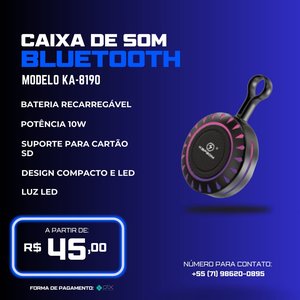 CAIXA DE SOM
BLUETOOTH
MODELO KA-8190
BATERIA RECARREGÁVEL
POTÊNCIA 10W
SUPORTE PARA CARTÃO
SD
DESIGN COMPACTO E LED
LUZ LED
A PARTIR DE:
R$ 45,00
NÚMERO PARA CONTATO:
+55 (71) 98620-0895
FORMA DE PAGAMENTO: